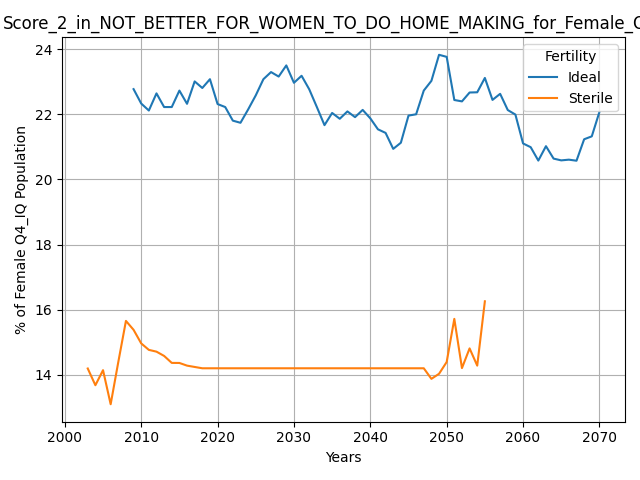 Score_2_in_NOT_BETTER_FOR_WOMEN_TO_DO_HOME_MAKING_for_Female_
Fertility
Ideal
Sterile
24
22
20
18
16
14
% of Female Q4_IQ Population
2000 2010 2020 2030 2040 2050 2060 2070
Years